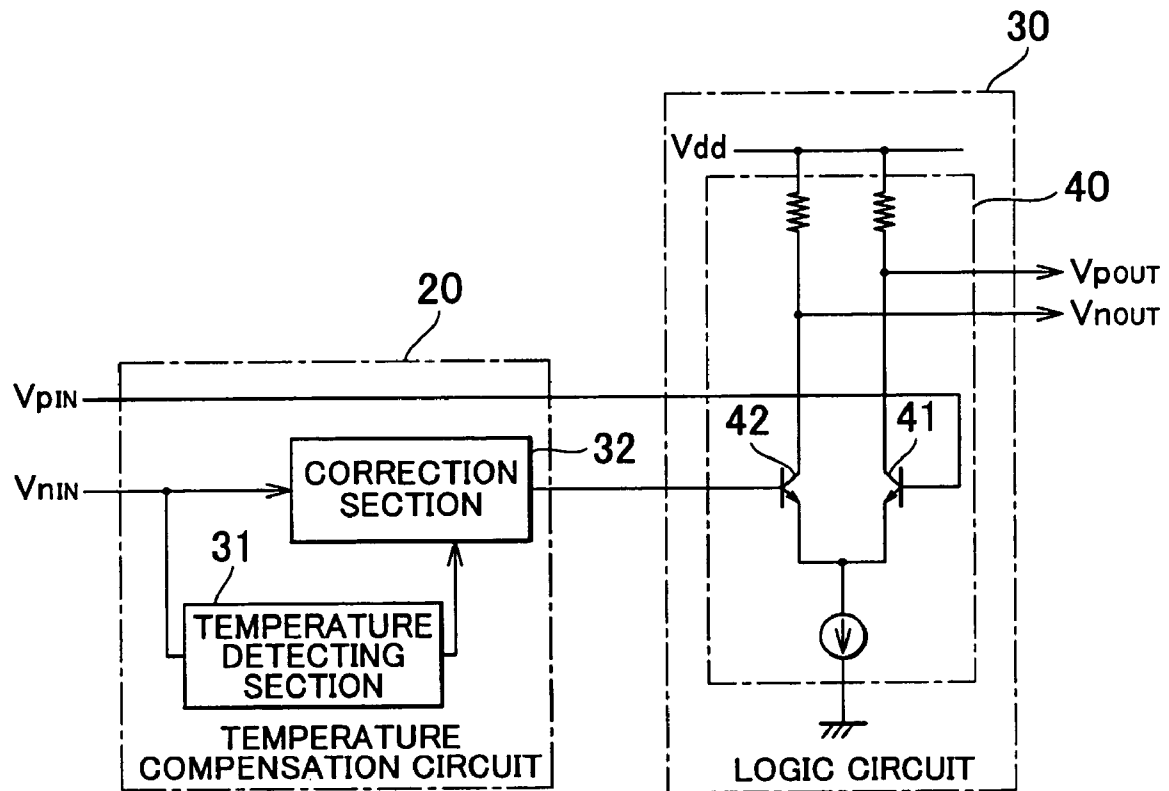 30
Vdd
40
VpOUT
20
VnOUT
VpIN
42
41
32
CORRECTION
SECTION
VnIN
31
TEMPERATURE
DETECTING
SECTION
TEMPERATURE
COMPENSATION CIRCUIT
LOGIC CIRCUIT